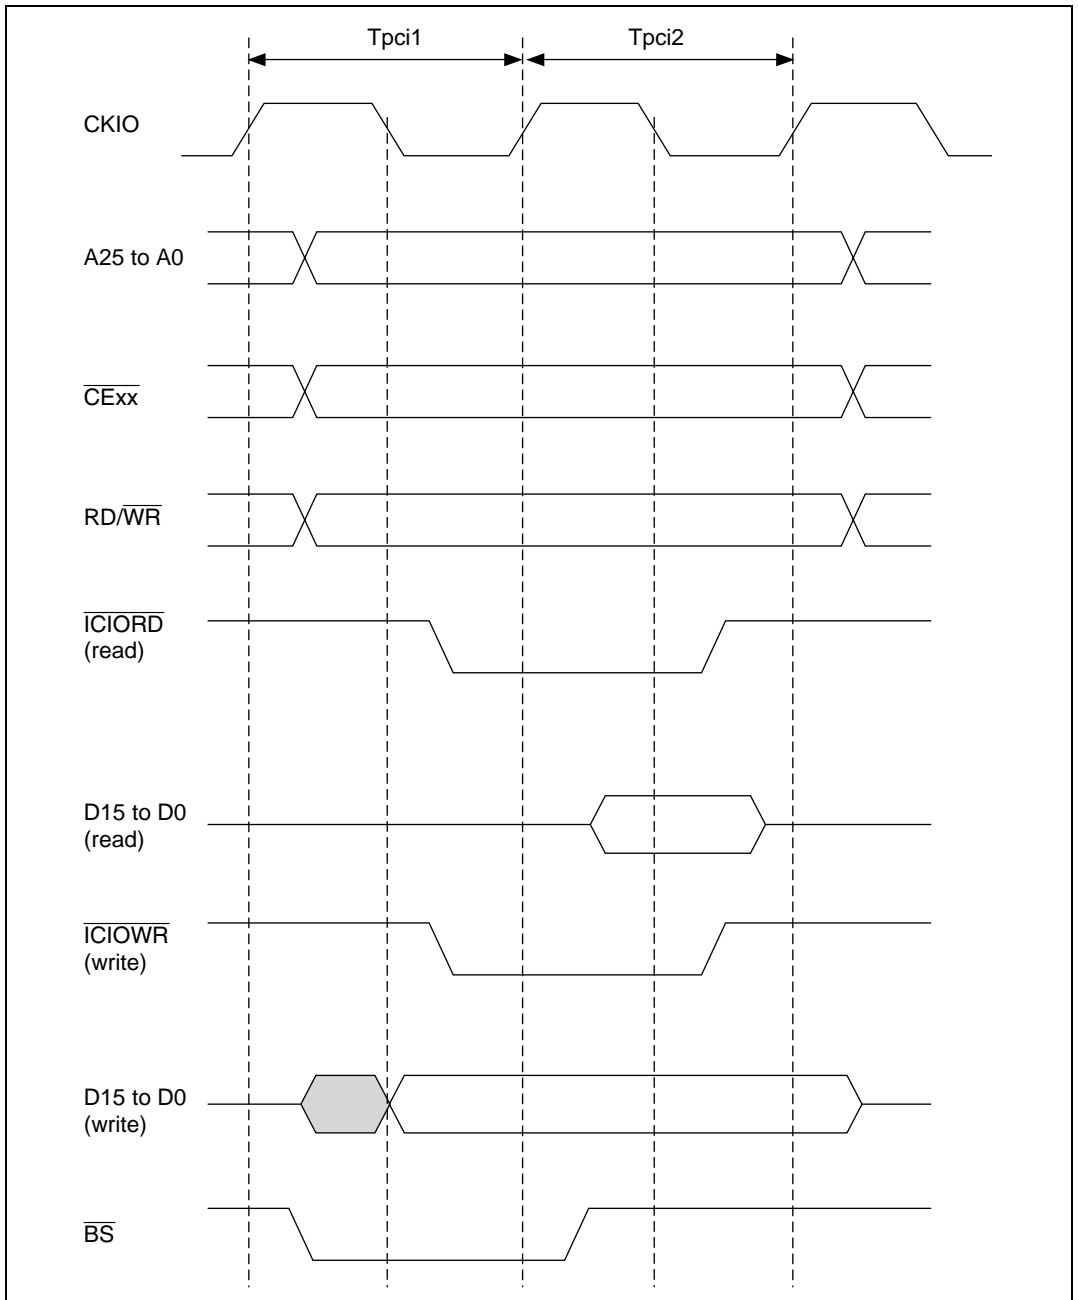 Tpci1 Tpci2
CKIO
A25 to A0
CExx
RD/WR
ICIORD
(read)
D15 to D0
(read)
ICIOWR
(write)
D15 to D0
(write)
BS